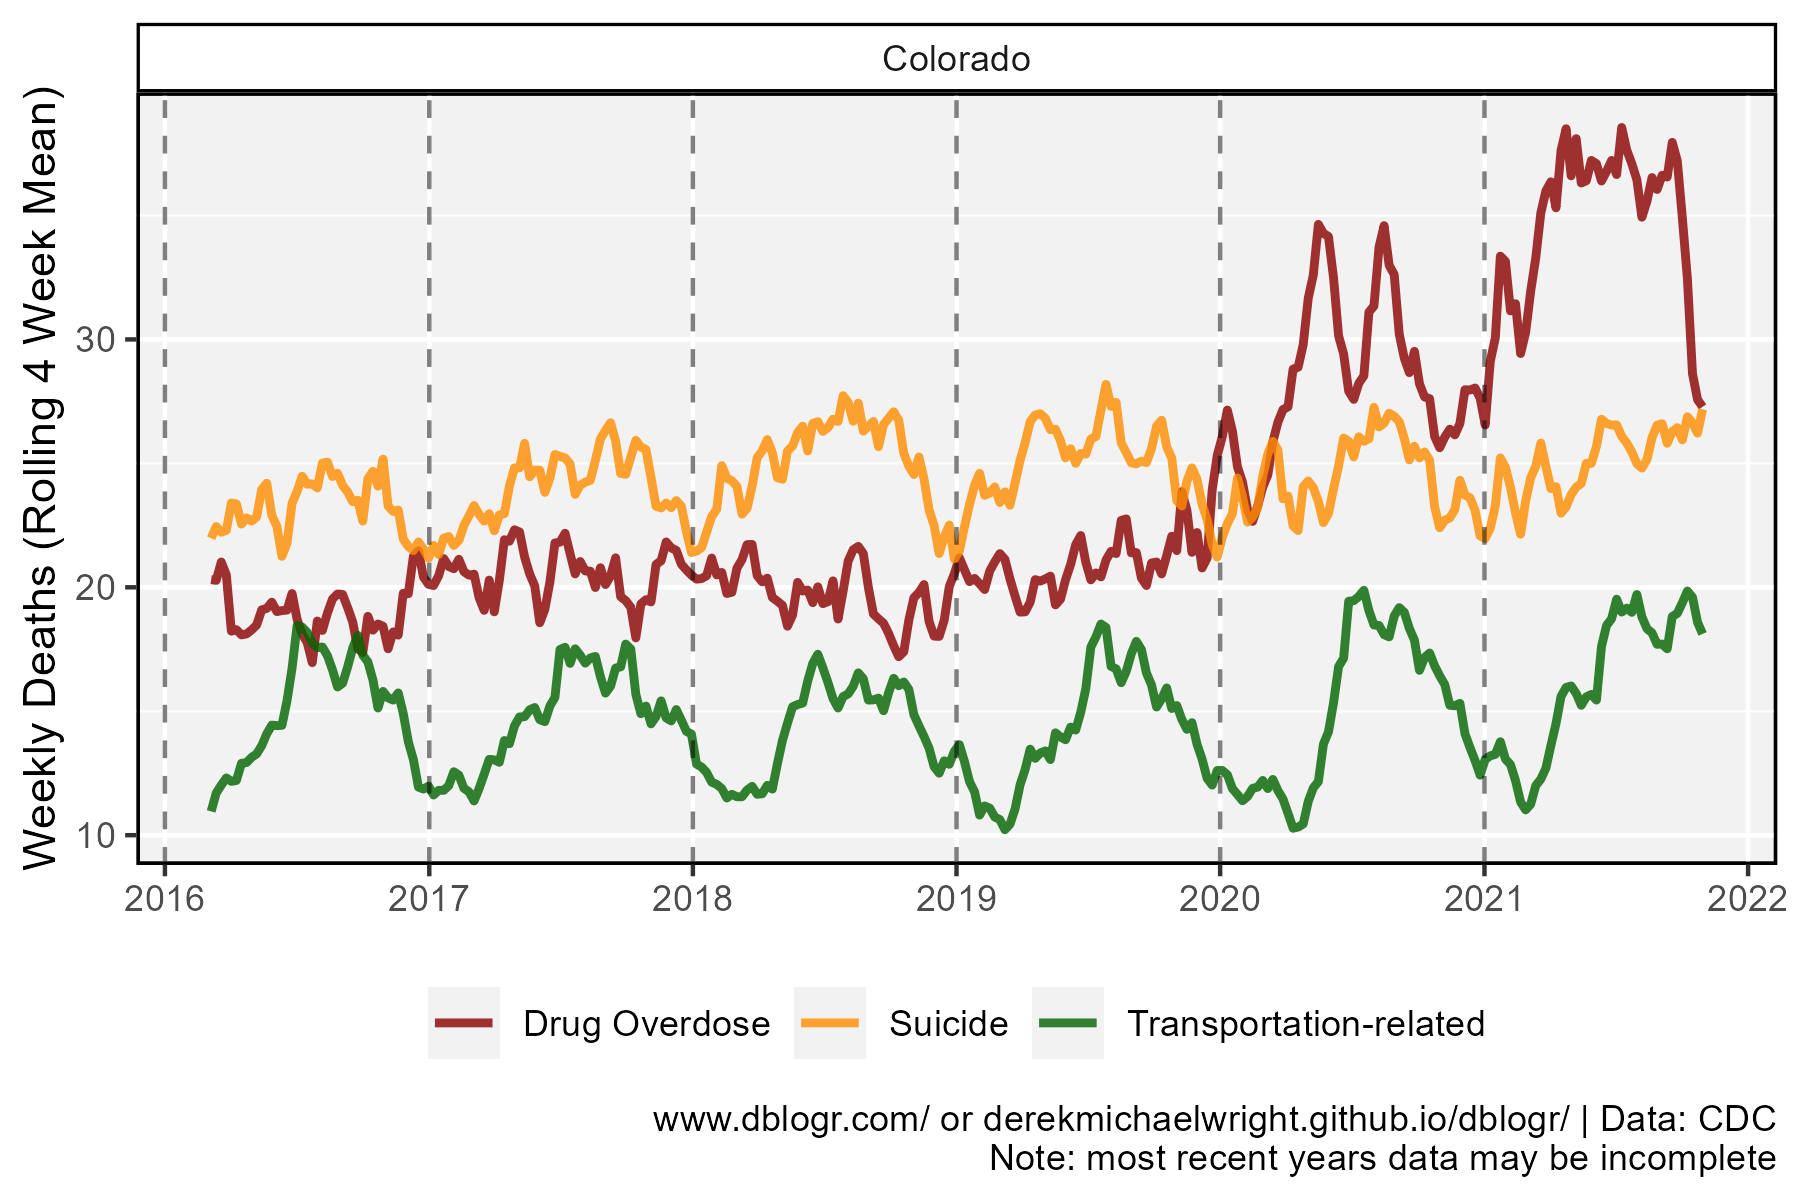 Colorado
Weekly Deaths (Rolling 4 Week Mean)
30
20
10
2016 2017 2018 2019 2020 2021 2022
Drug Overdose Suicide Transportation-related
www.dblogr.com/ or derekmichaelwright.github.io/dblogr/ | Data: CDC
Note: most recent years data may be incomplete